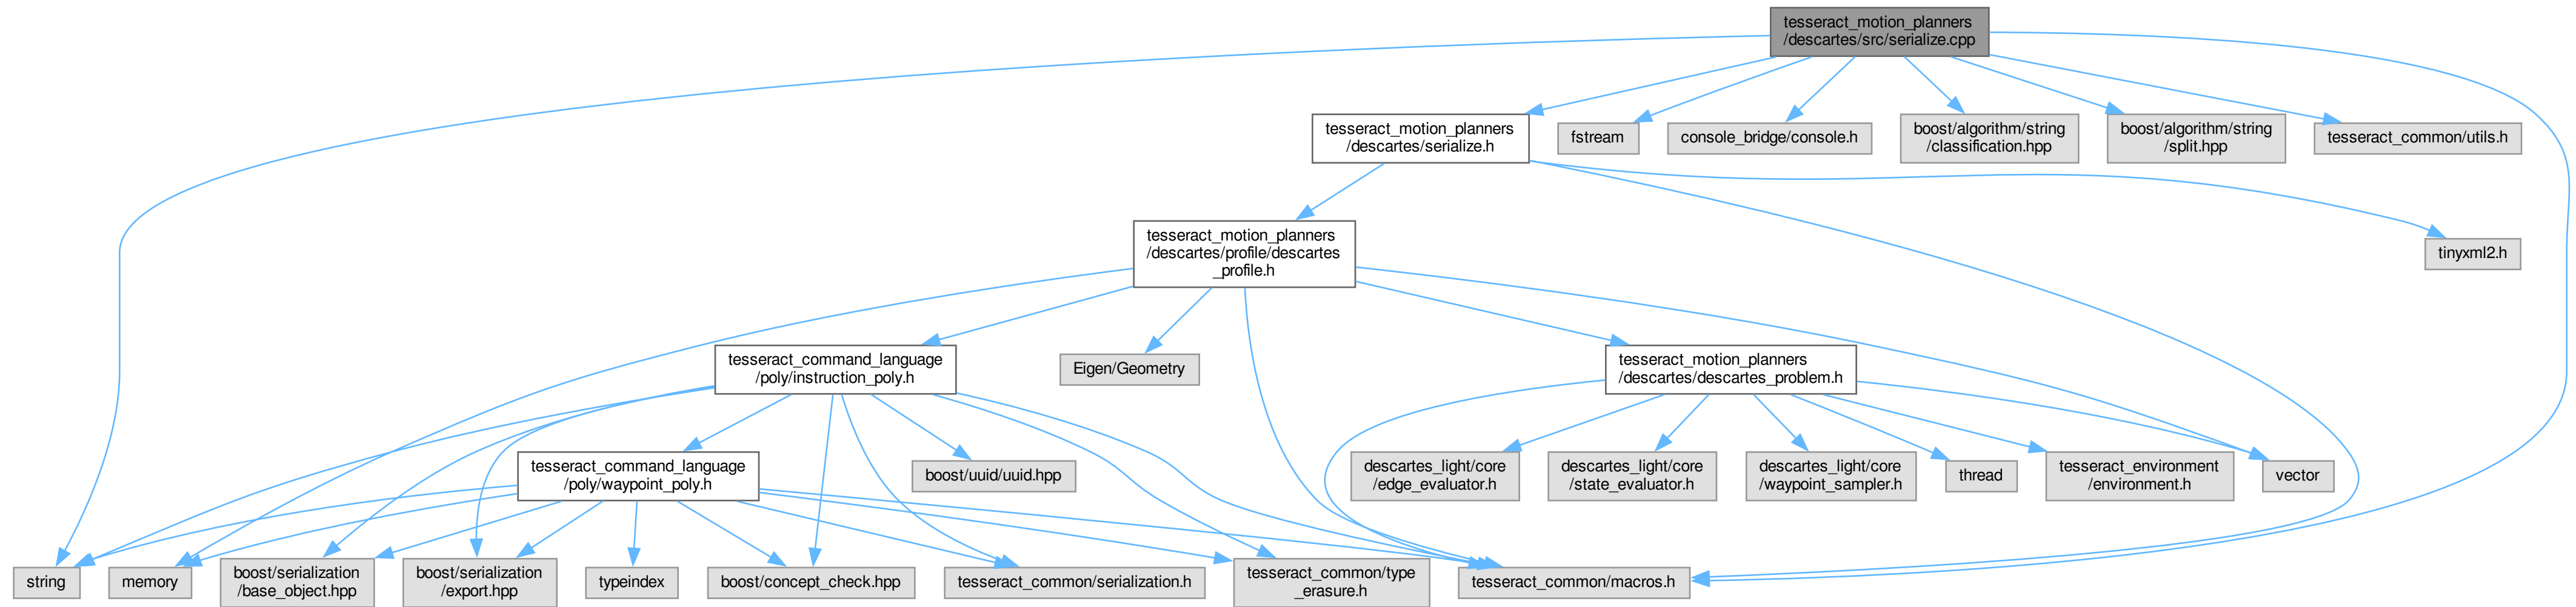 tesseract_motion_planners
/descartes/src/serialize.cpp
tesseract_motion_planners
/descartes/serialize.h
fstream
console_bridge/console.h
boost/algorithm/string
/classification.hpp
boost/algorithm/string
/split.hpp
tesseract_common/utils.h
tesseract_motion_planners
/descartes/profile/descartes
_profile.h
tinyxml2.h
tesseract_command_language
/poly/instruction_poly.h
Eigen/Geometry
tesseract_motion_planners
/descartes/descartes_problem.h
tesseract_command_language
/poly/waypoint_poly.h
boost/uuid/uuid.hpp
descartes_light/core
/edge_evaluator.h
descartes_light/core
/state_evaluator.h
descartes_light/core
/waypoint_sampler.h
thread
tesseract_environment
/environment.h
vector
string
memory
boost/serialization
/base_object.hpp
boost/serialization
/export.hpp
typeindex
boost/concept_check.hpp
tesseract_common/serialization.h
tesseract_common/type
_erasure.h
tesseract_common/macros.h